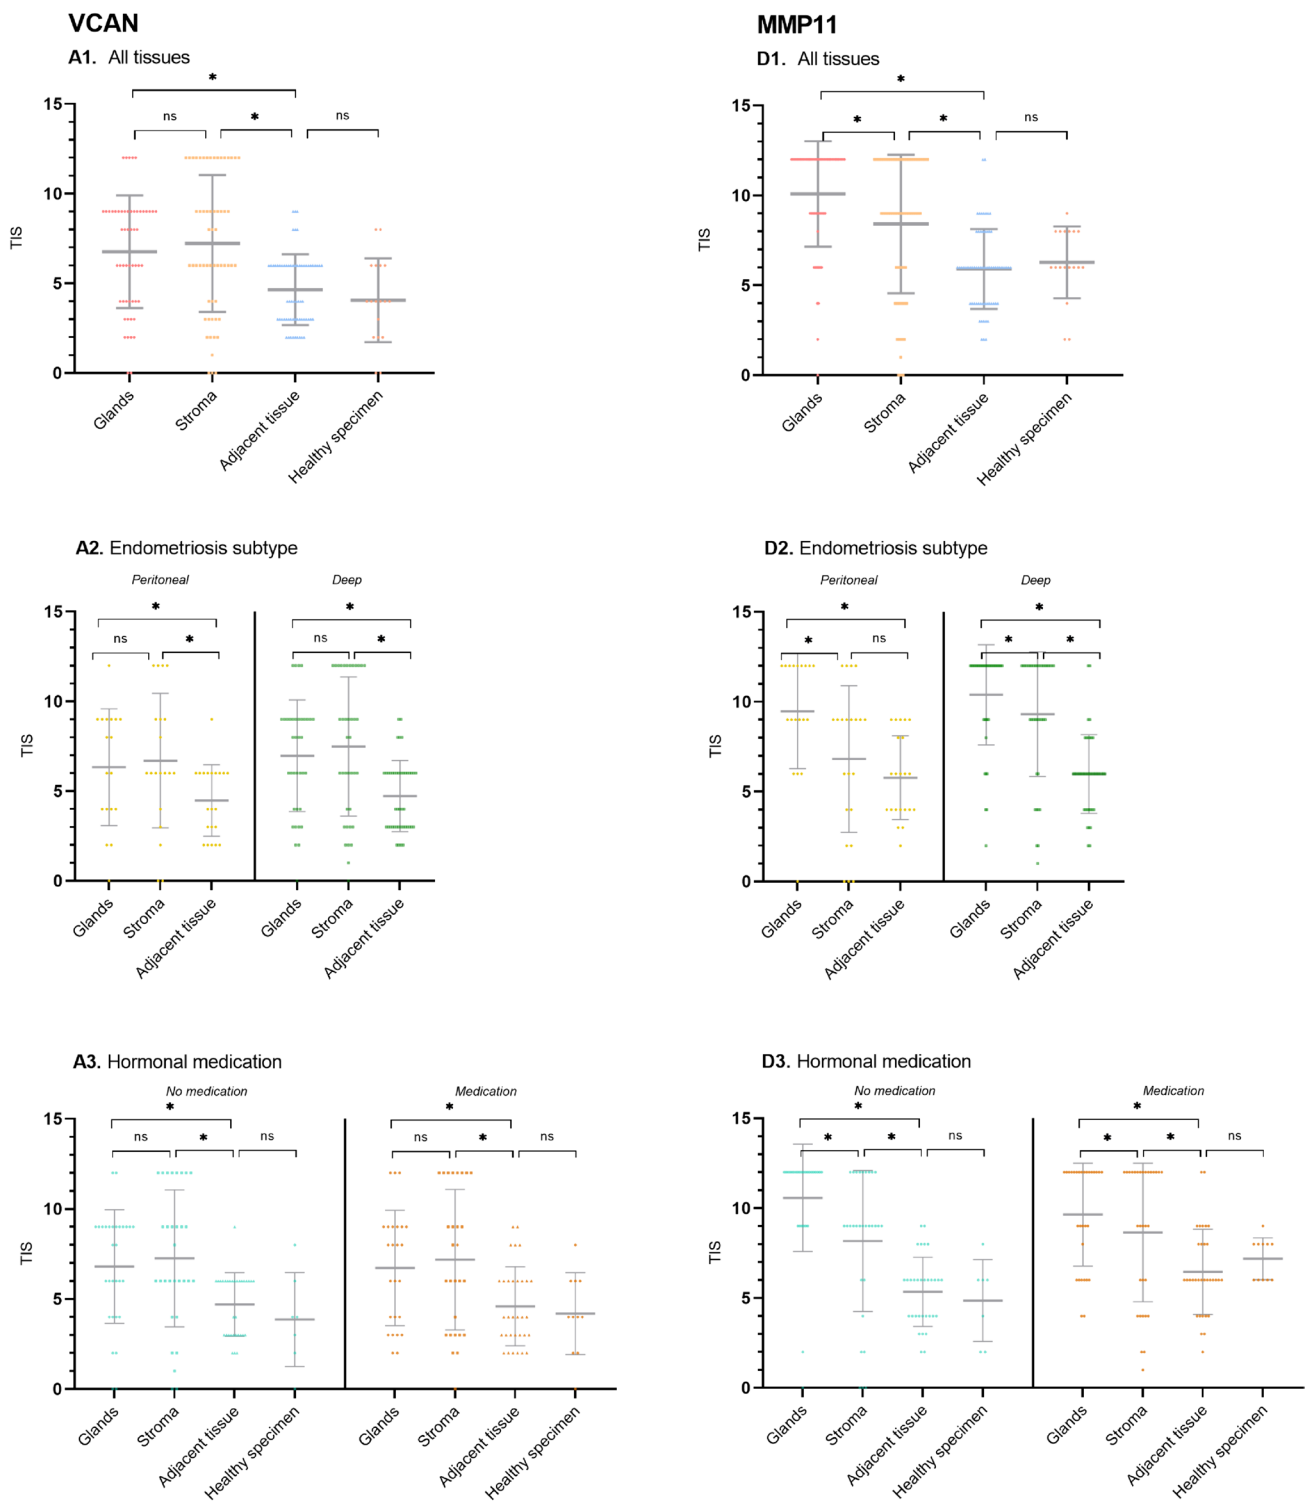 VCAN
A1. All tissues
*
ns * ns
15
10
5
0
TIS
Glands
Stroma
Adjacent tissue
Healthy specimen
MMP11
D1. All tissues
*
* * ns
15
10
5
0
TIS
Glands
Stroma
Adjacent tissue
Healthy specimen
A2. Endometriosis subtype
Peritoneal Deep
* *
ns * ns *
15
10
5
0
TIS
Glands
Stroma
Adjacent tissue
Glands
Stroma
Adjacent tissue
D2. Endometriosis subtype
Peritoneal Deep
* *
* ns * *
15
10
5
0
TIS
Glands
Stroma
Adjacent tissue
Glands
Stroma
Adjacent tissue
A3. Hormonal medication
No medication Medication
* *
ns * ns ns * ns
15
10
5
0
TIS
Glands
Stroma
Adjacent tissue
Healthy specimen
Glands
Stroma
Adjacent tissue
Healthy specimen
D3. Hormonal medication
No medication Medication
* *
* * ns * * ns
15
10
5
0
TIS
Glands
Stroma
Adjacent tissue
Healthy specimen
Glands
Stroma
Adjacent tissue
Healthy specimen